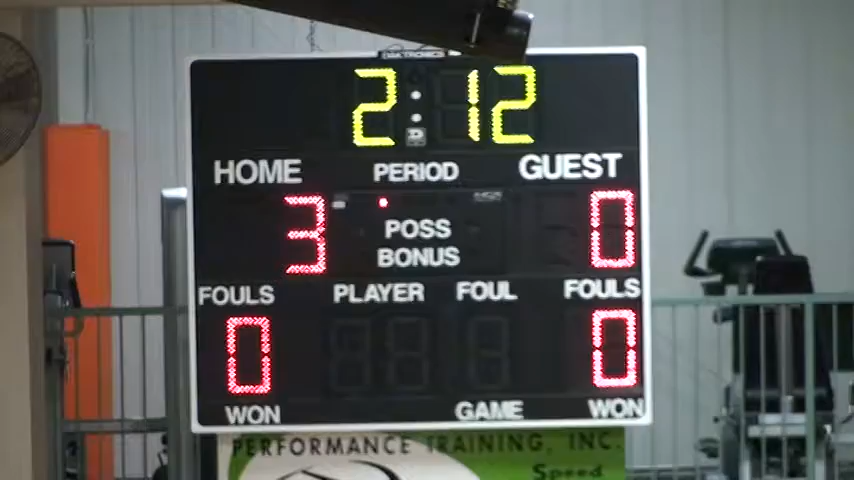 2:12
HOME PERIOD GUEST
3 0
POSS
BONUS
FOULS PLAYER FOUL FOULS
0 0
WON GAME WON
PERFORMANCE TRAINING, INC.
Speed